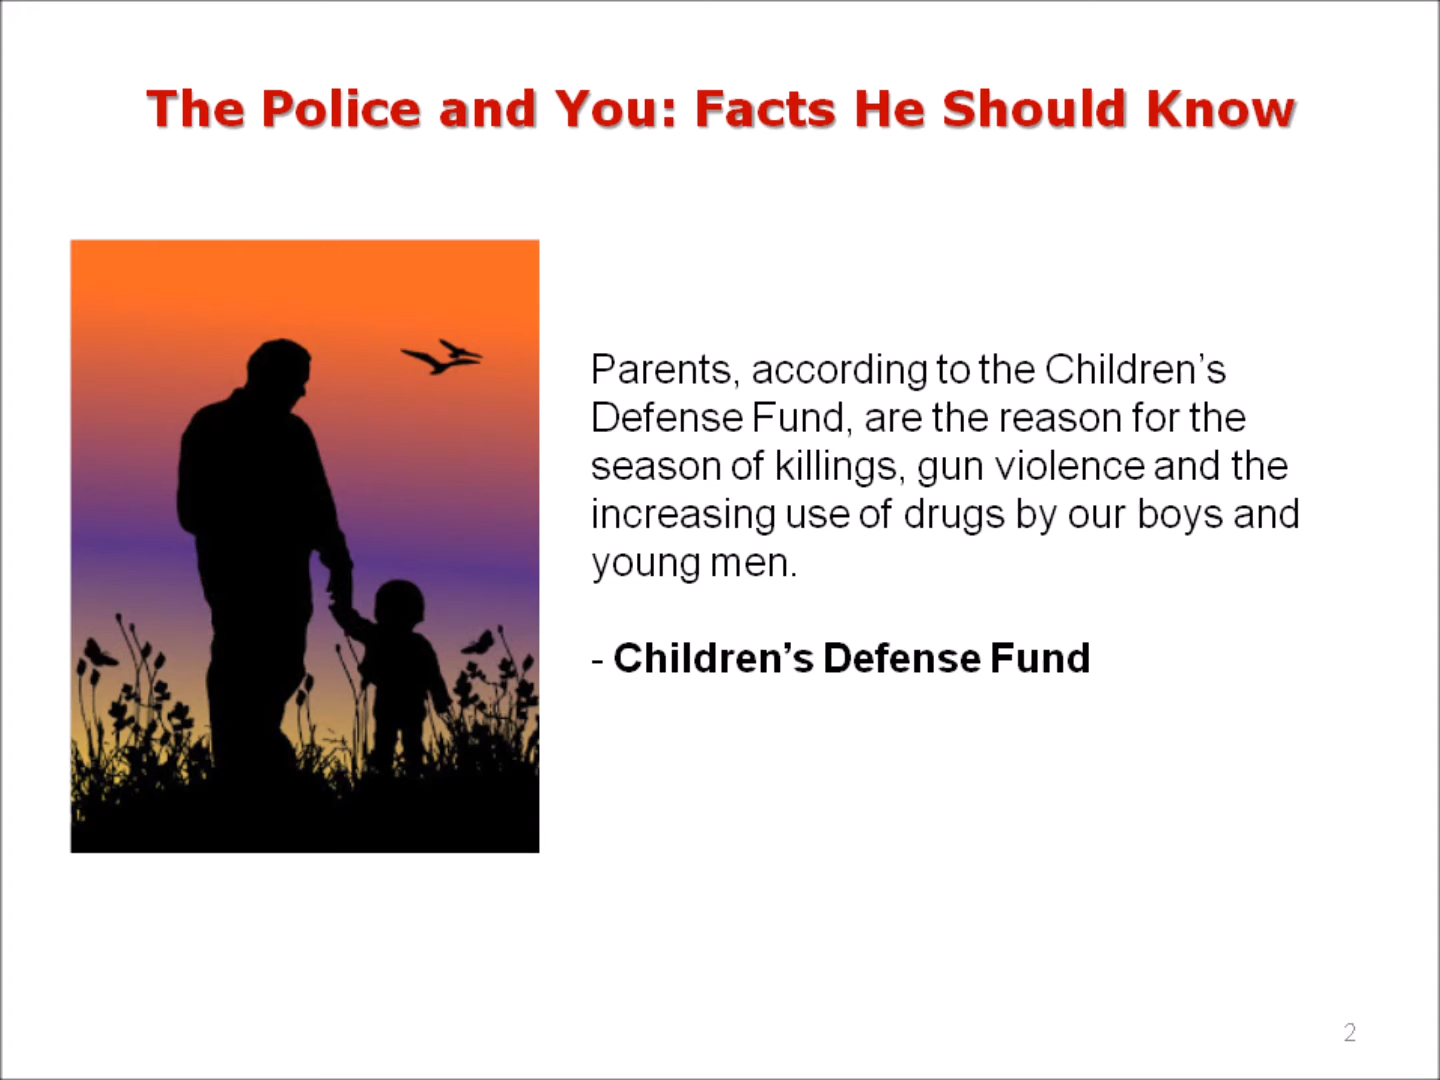 The Police and You: Facts He Should Know
Parents, according to the Children’s
Defense Fund, are the reason for the
season of killings, gun violence and the
increasing use of drugs by our boys and
young men.
- Children’s Defense Fund
2